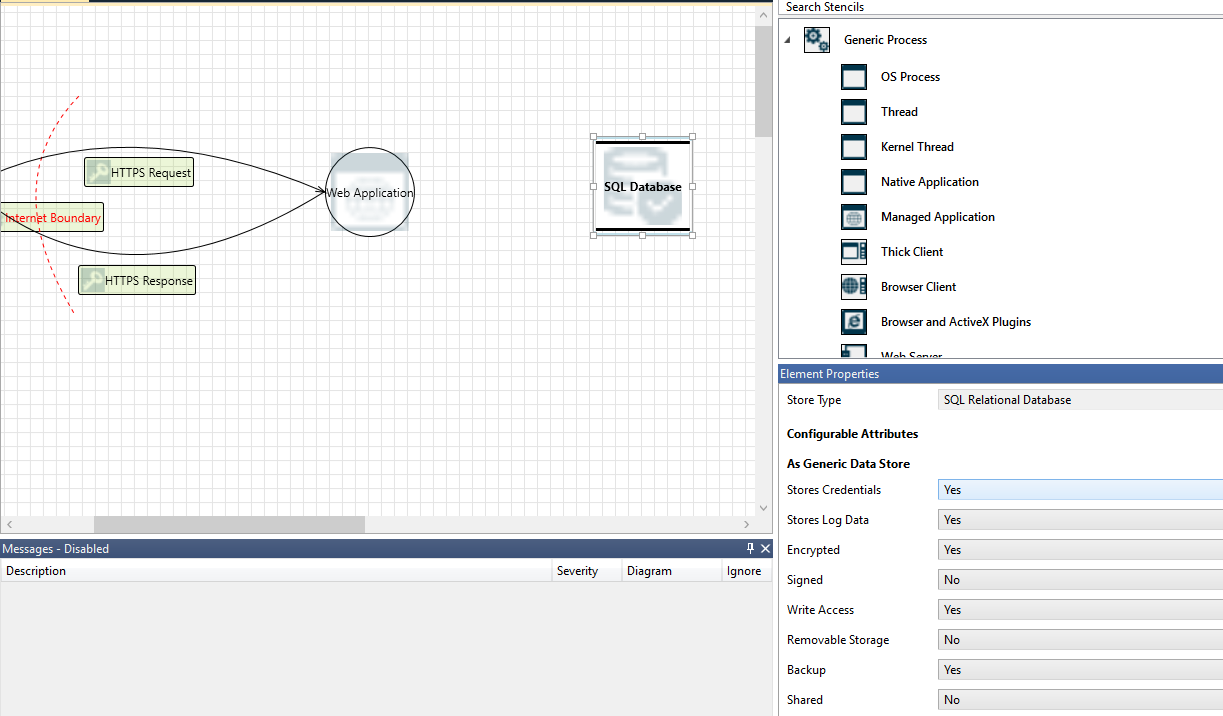 HTTPS Request
Web Application
SQL Database
Internet Boundary
HTTPS Response
Messages - Disabled
Description Severity Diagram Ignore
Search Stencils
Generic Process
OS Process
Thread
Kernel Thread
Native Application
Managed Application
Thick Client
Browser Client
Browser and ActiveX Plugins
Web Server
Element Properties
Store Type SQL Relational Database
Configurable Attributes
As Generic Data Store
Stores Credentials Yes
Stores Log Data Yes
Encrypted Yes
Signed No
Write Access Yes
Removable Storage No
Backup Yes
Shared No